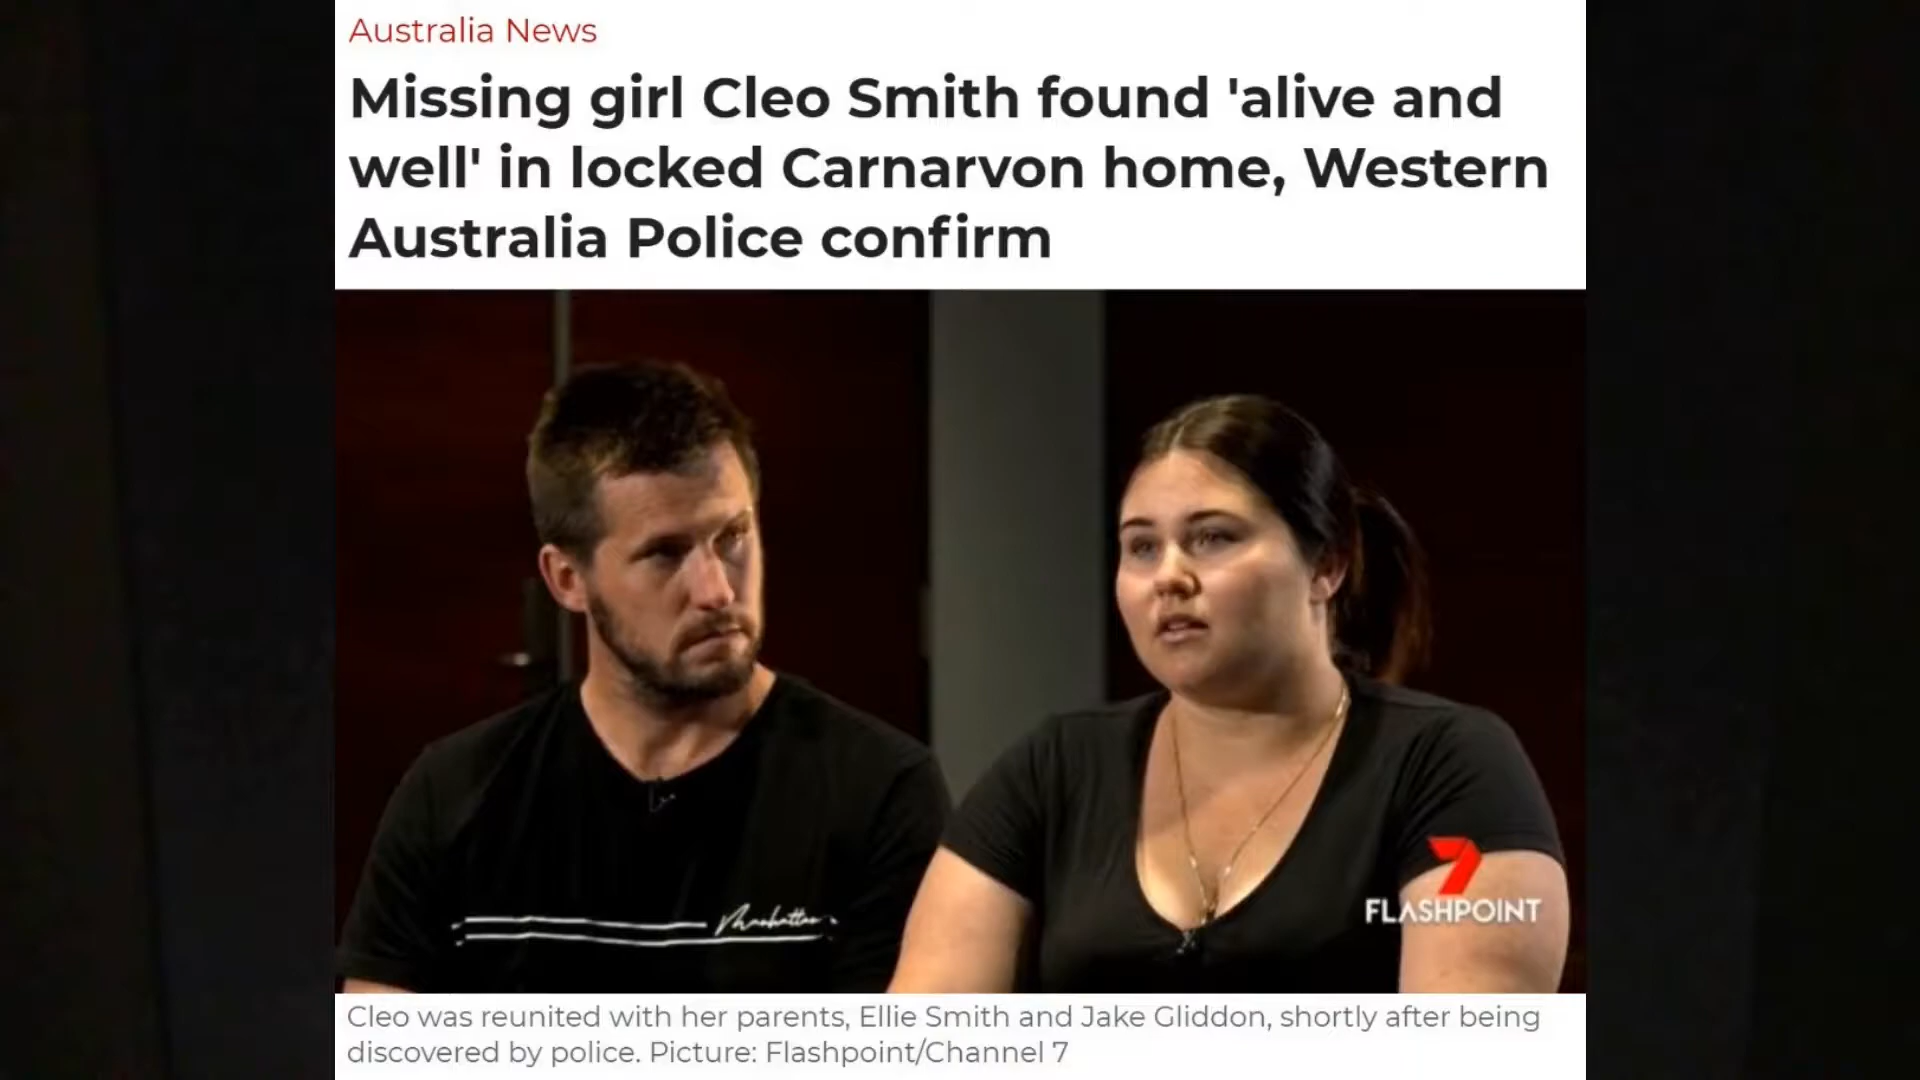 Australia News
Missing girl Cleo Smith found 'alive and
well' in locked Carnarvon home, Western
Australia Police confirm
Manhattan
7
FLASHPOINT
Cleo was reunited with her parents, Ellie Smith and Jake Gliddon, shortly after being
discovered by police. Picture: Flashpoint/Channel 7